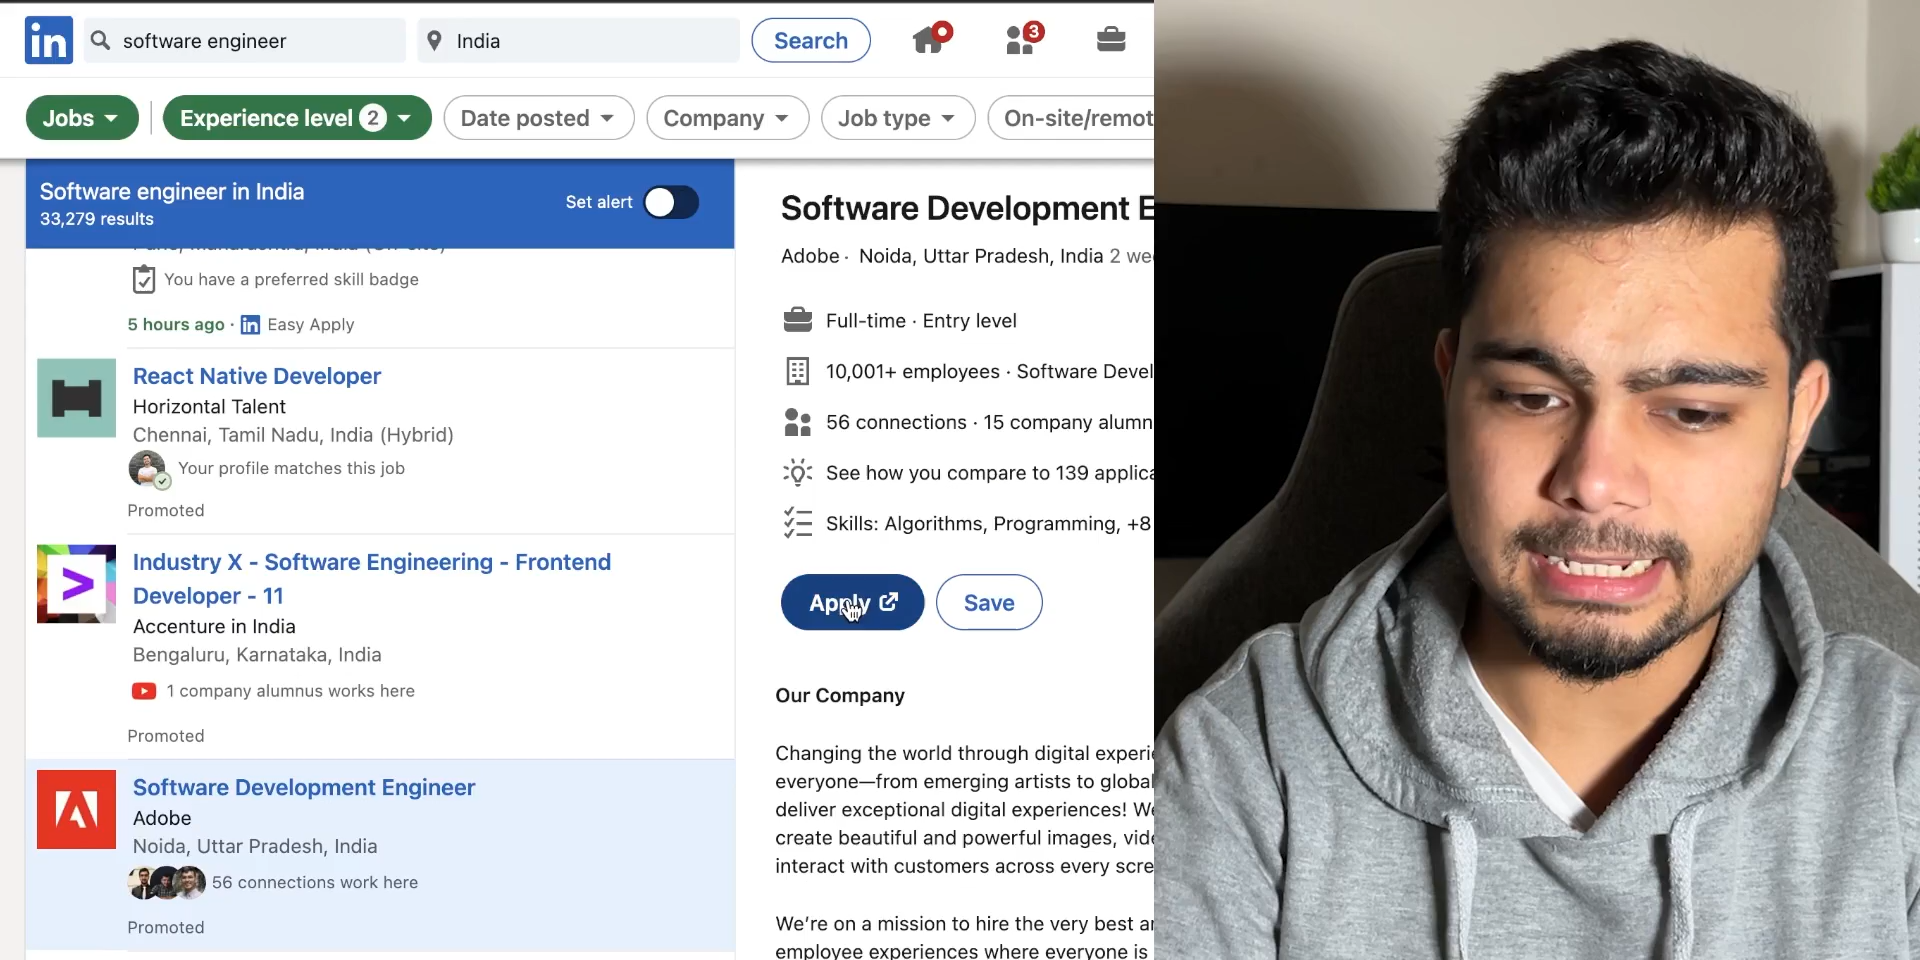 in
software engineer
India
Search
3
Jobs
Experience level 2
Date posted
Company
Job type
On-site/remot
Software engineer in India
33,279 results
Set alert
You have a preferred skill badge
5 hours ago · in Easy Apply
React Native Developer
Horizontal Talent
Chennai, Tamil Nadu, India (Hybrid)
Your profile matches this job
Promoted
Industry X - Software Engineering - Frontend
Developer - 11
Accenture in India
Bengaluru, Karnataka, India
1 company alumnus works here
Promoted
Software Development Engineer
Adobe
Noida, Uttar Pradesh, India
56 connections work here
Promoted
Software Development E
Adobe · Noida, Uttar Pradesh, India 2 we
Full-time · Entry level
10,001+ employees · Software Devel
56 connections · 15 company alumn
See how you compare to 139 applica
Skills: Algorithms, Programming, +8
Apply
Save
Our Company
Changing the world through digital experie
everyone—from emerging artists to global
deliver exceptional digital experiences! We
create beautiful and powerful images, vide
interact with customers across every scre
We're on a mission to hire the very best ar
employee experiences where everyone is